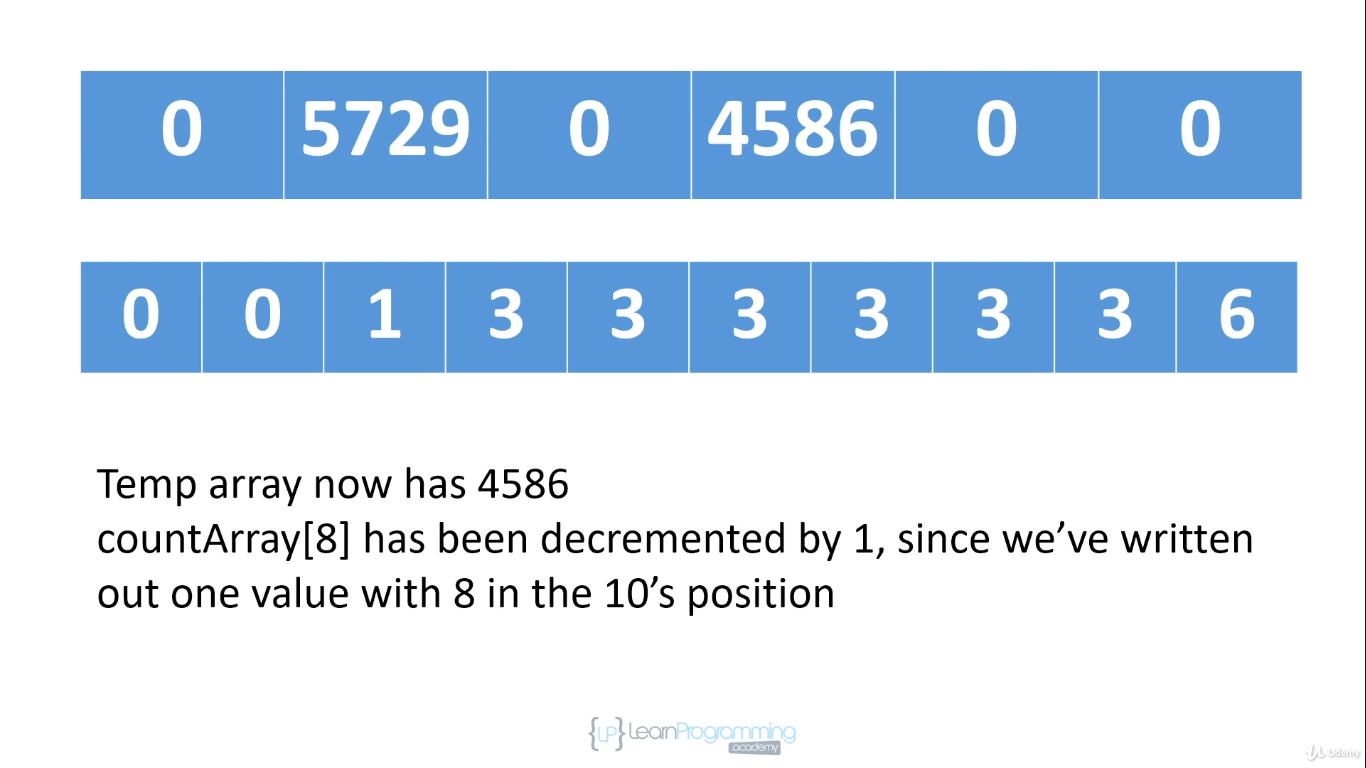 0 5729 0 4586 0 0
0 0 1 3 3 3 3 3 3 6
Temp array now has 4586
countArray[8] has been decremented by 1, since we’ve written
out one value with 8 in the 10’s position
{LP} LearnProgramming
.academy
Udemy